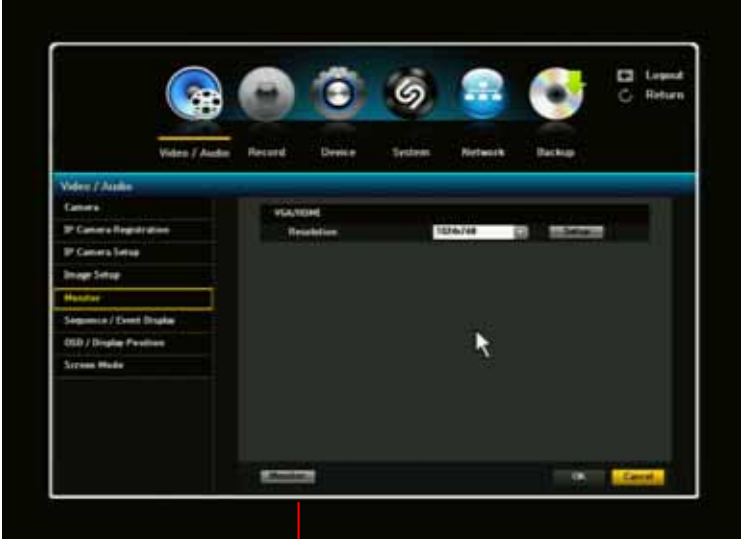 Logout
Return
Video / Audio Record Device System Network Backup
Video / Audio
Camera
IP Camera Registration
IP Camera Setup
Image Setup
Monitor
Sequence / Event Display
OSD / Display Position
Screen Mode
VGA/HDMI
Resolution 1024x768 Setup
Monitor OK Cancel